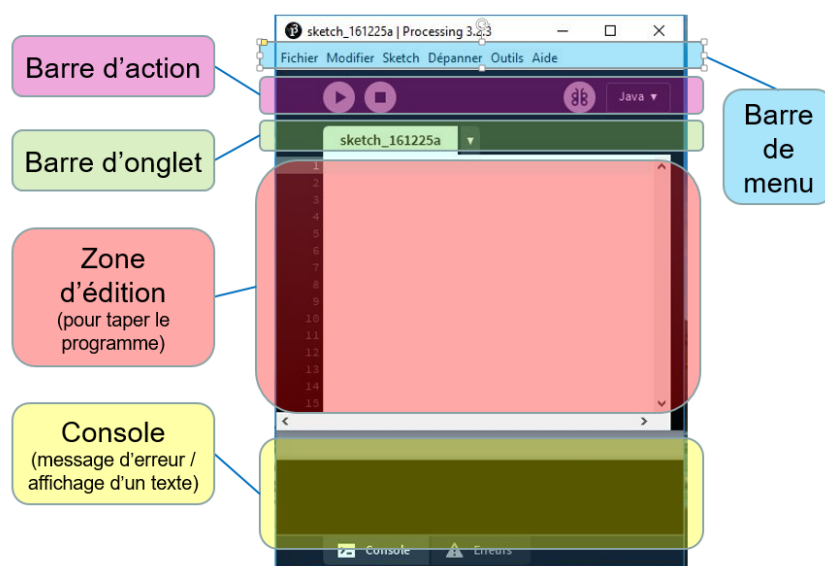 sketch_161225a | Processing 3.2.3
Fichier Modifier Sketch Dépanner Outils Aide
Barre d'action
Java ▾
Barre
de
menu
Barre d'onglet
sketch_161225a
1
2
3
4
5
6
7
8
9
10
11
12
13
14
15
Zone
d'édition
(pour taper le
programme)
Console
(message d'erreur /
affichage d'un texte)
Console Erreurs